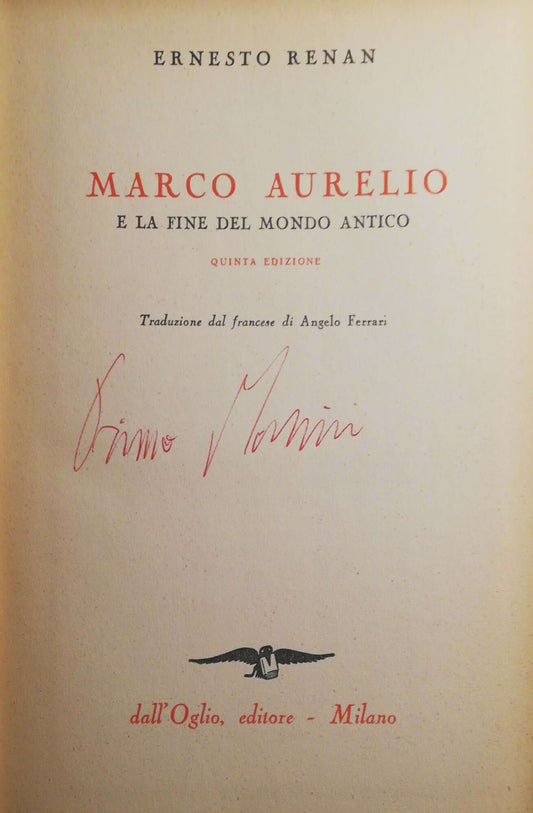 ERNESTO RENAN
MARCO AURELIO
E LA FINE DEL MONDO ANTICO
QUINTA EDIZIONE
Traduzione dal francese di Angelo Ferrari
dall'Oglio, editore - Milano